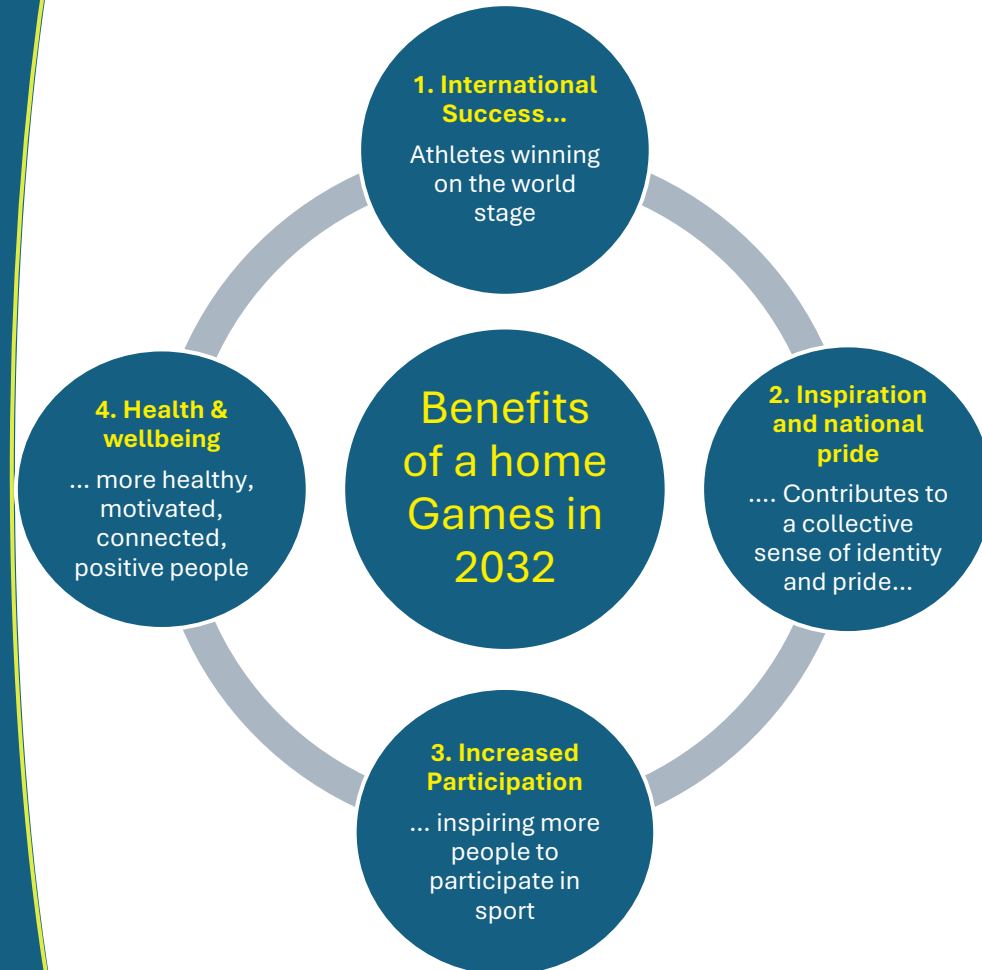 1. International
Success...
Athletes winning
on the world
stage
Benefits
of a home
Games in
2032
2. Inspiration
and national
pride
.... Contributes to
a collective
sense of identity
and pride...
3. Increased
Participation
... inspiring more
people to
participate in
sport
4. Health &
wellbeing
... more healthy,
motivated,
connected,
positive people